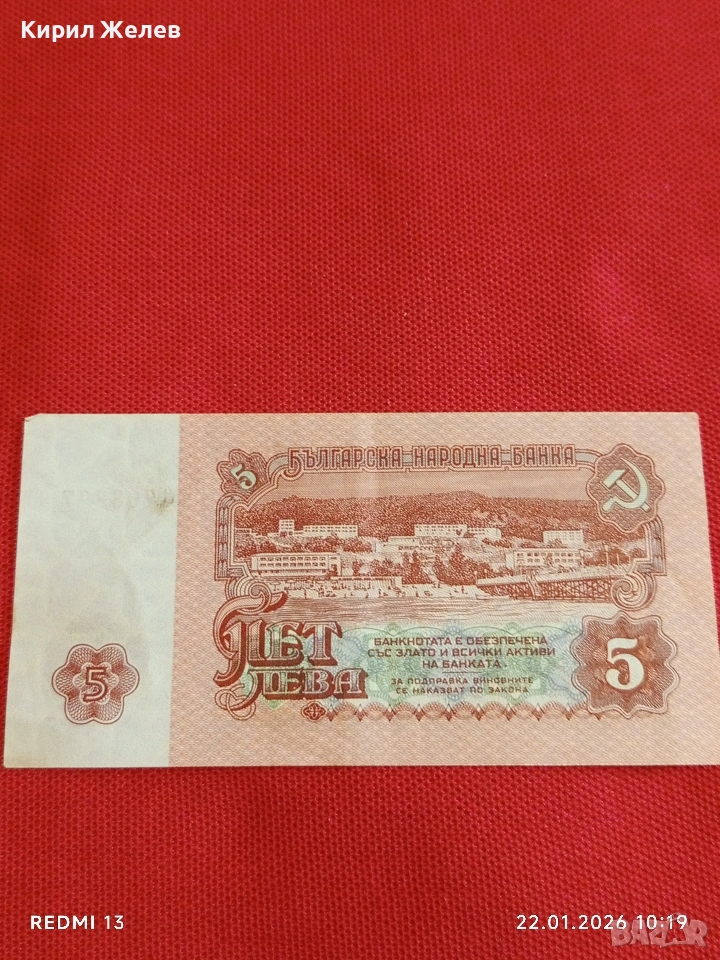 Кирил Желев
5
БЪЛГАРСКА НАРОДНА БАНКА
ПЕТ
ЛЕВА
БАНКНОТАТА Е ОБЕЗПЕЧЕНА
СЪС ЗЛАТО И ВСИЧКИ АКТИВИ
НА БАНКАТА.
ЗА ПОДПРАВКА ВИНОВНИТЕ
СЕ НАКАЗВАТ ПО ЗАКОНА
5
5
REDMI 13
22.01.2026 10:19
BAZAR